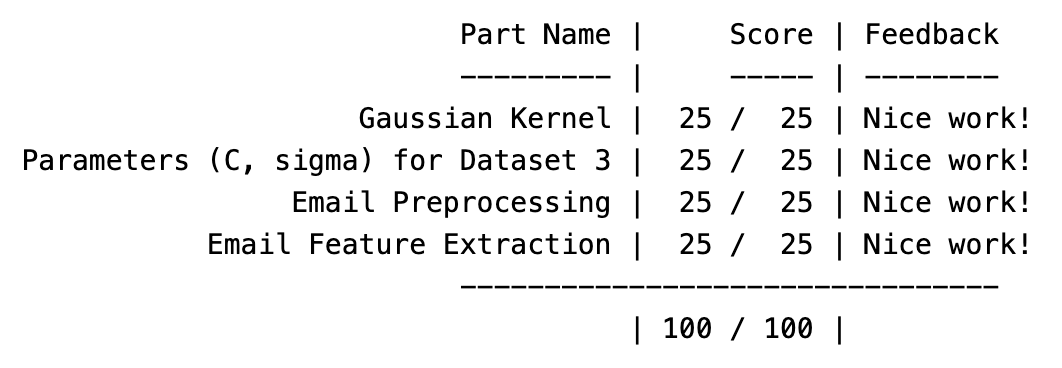 Part Name |     Score | Feedback
--------- |     ----- | --------
Gaussian Kernel |  25 /  25 | Nice work!
Parameters (C, sigma) for Dataset 3 |  25 /  25 | Nice work!
Email Preprocessing |  25 /  25 | Nice work!
Email Feature Extraction |  25 /  25 | Nice work!
--------------------------------
| 100 / 100 |